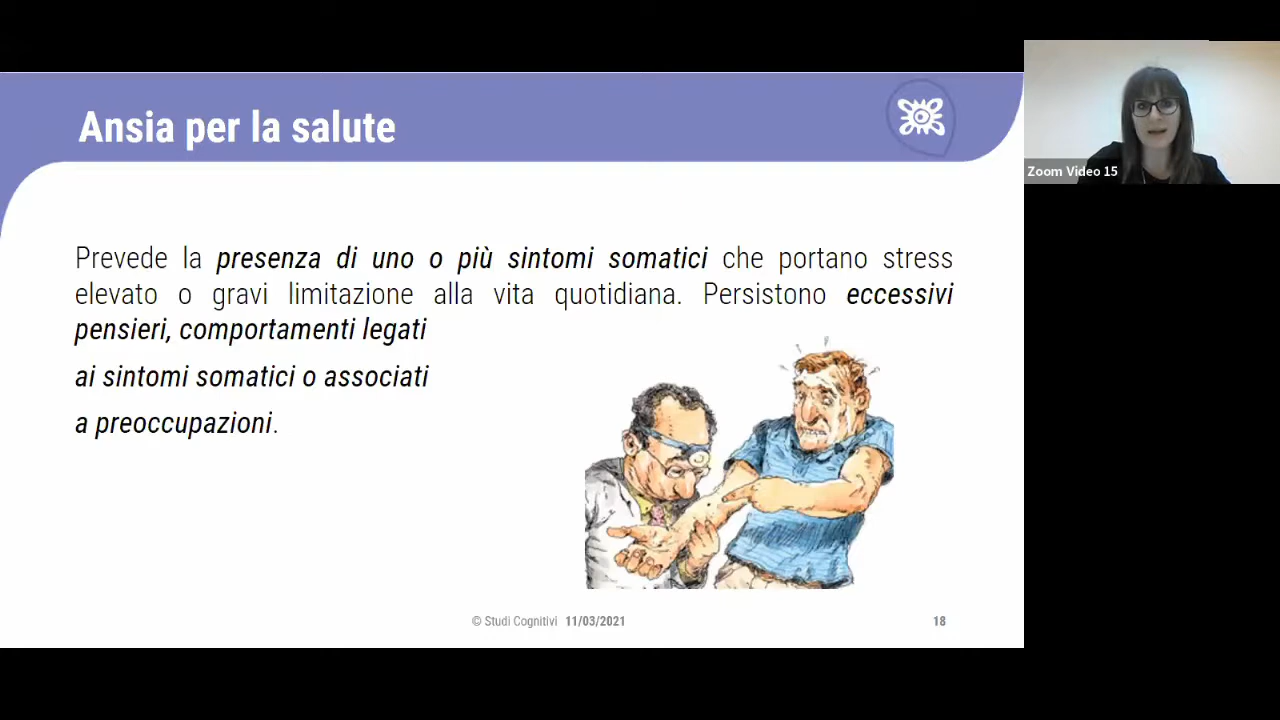 Ansia per la salute
Zoom Video 15
Prevede la presenza di uno o più sintomi somatici che portano stress
elevato o gravi limitazione alla vita quotidiana. Persistono eccessivi
pensieri, comportamenti legati
ai sintomi somatici o associati
a preoccupazioni.
© Studi Cognitivi 11/03/2021
18